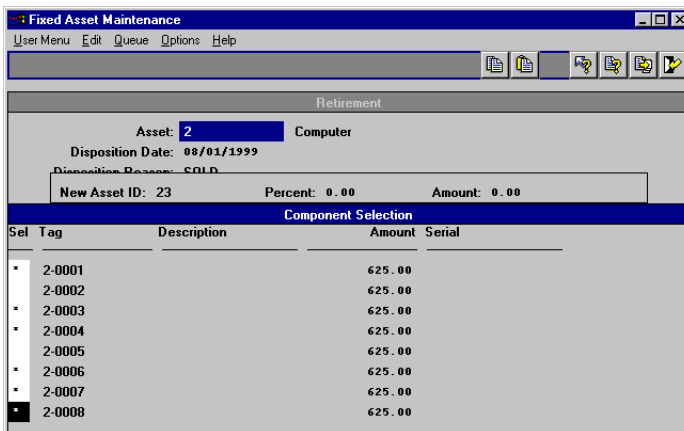 Fixed Asset Maintenance
User Menu Edit Queue Options Help
Retirement
Asset: 2 Computer
Disposition Date: 08/01/1999
Disposition Reason: SOLD
New Asset ID: 23 Percent: 0.00 Amount: 0.00
Component Selection
Sel Tag Description Amount Serial
* 2-0001 625.00
2-0002 625.00
* 2-0003 625.00
* 2-0004 625.00
2-0005 625.00
* 2-0006 625.00
* 2-0007 625.00
* 2-0008 625.00